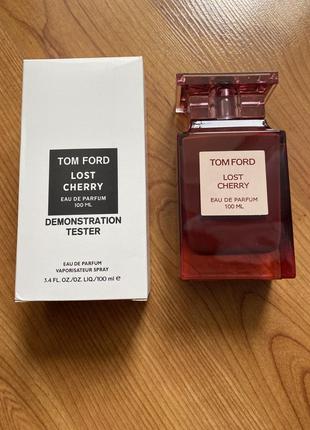 TOM FORD
LOST
CHERRY
EAU DE PARFUM
100 ML
DEMONSTRATION
TESTER
EAU DE PARFUM
VAPORISATEUR SPRAY
3.4 FL. OZ./OZ. LIQ./100 ml ℮
TOM FORD
LOST
CHERRY
EAU DE PARFUM
100 ML